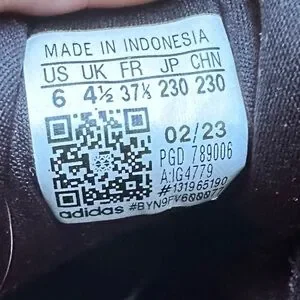 MADE IN INDONESIA
US UK FR JP CHN
6 4½ 37⅓ 230 230
02/23
PGD 789006
A:IG4779
#131965190
adidas #BYN9FV600077